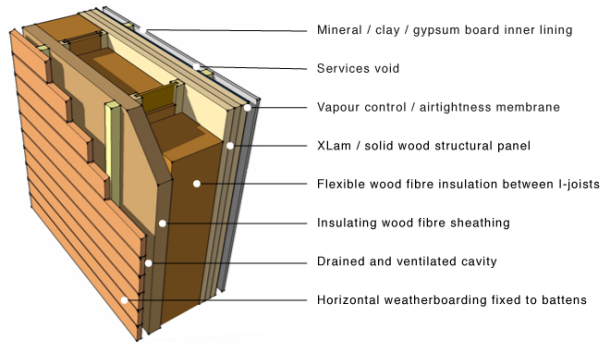 Mineral / clay / gypsum board inner lining
Services void
Vapour control / airtightness membrane
XLam / solid wood structural panel
Flexible wood fibre insulation between I-joists
Insulating wood fibre sheathing
Drained and ventilated cavity
Horizontal weatherboarding fixed to battens